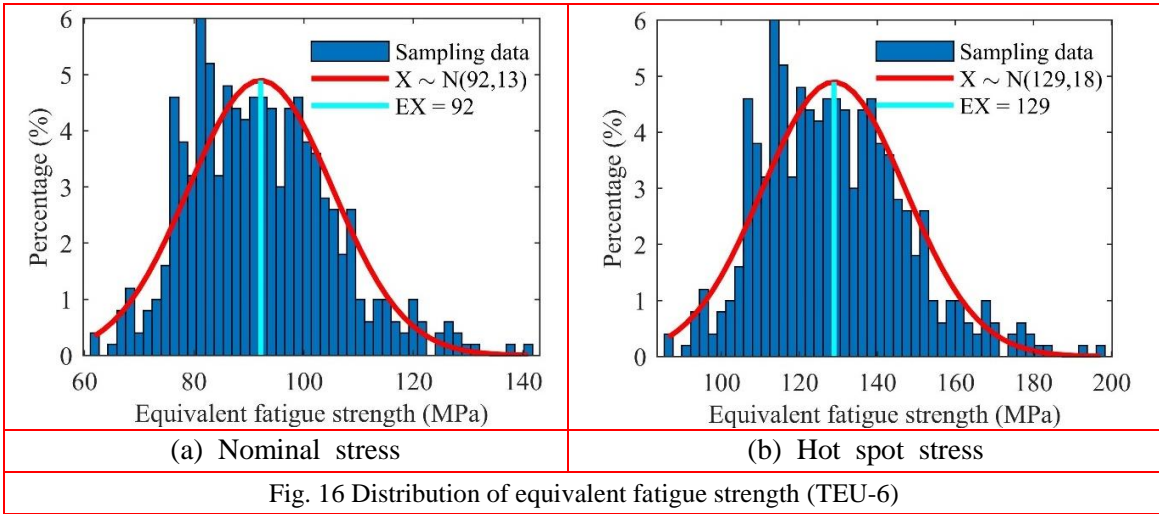 6
5
4
3
2
1
0
Percentage (%)
Sampling data
X ~ N(92,13)
EX = 92
60 80 100 120 140
Equivalent fatigue strength (MPa)
6
5
4
3
2
1
0
Percentage (%)
Sampling data
X ~ N(129,18)
EX = 129
100 120 140 160 180 200
Equivalent fatigue strength (MPa)
(a) Nominal stress
(b) Hot spot stress
Fig. 16 Distribution of equivalent fatigue strength (TEU-6)